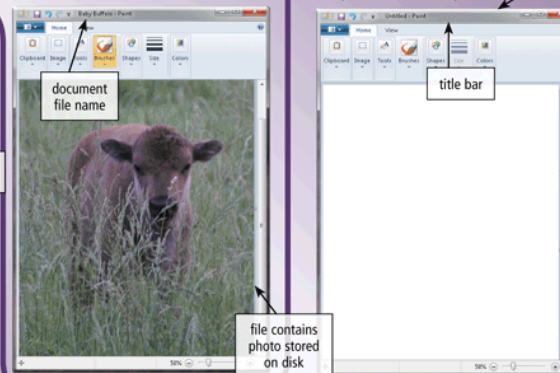 Baby Buffalo - Paint
Home View
Clipboard Image Tools Brushes Shapes Size Colors
document
file name
file contains
photo stored
on disk
50%
Untitled - Paint
Home View
Clipboard Image Tools Brushes Shapes Size Colors
title bar
50%